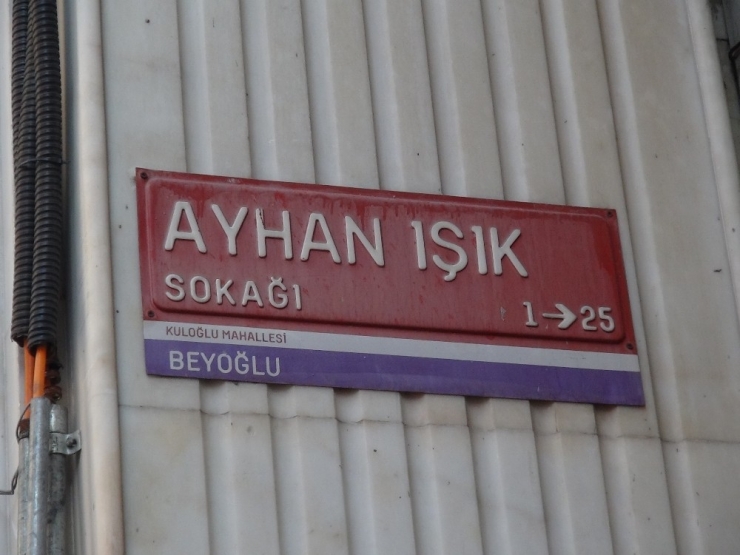 AYHAN IŞIK
SOKAĞI
1→25
KULOĞLU MAHALLESİ
BEYOĞLU